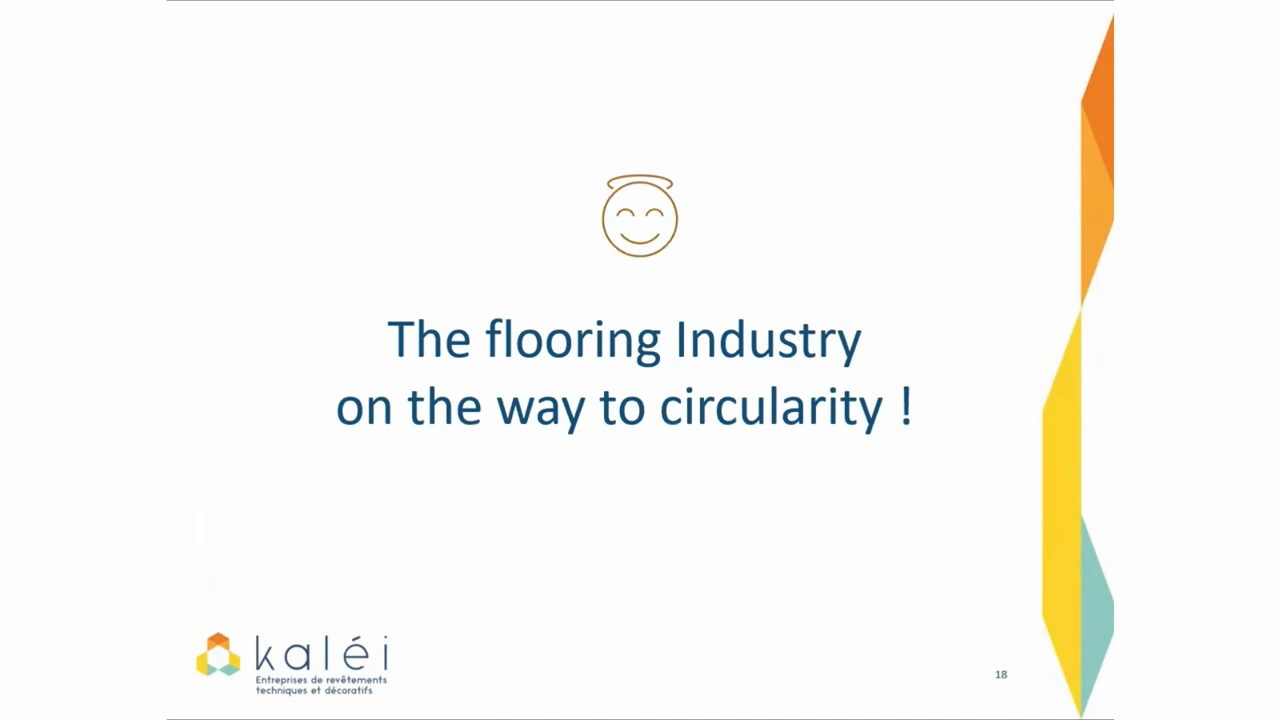 The flooring Industry
on the way to circularity !
kaléi
Entreprises de revêtements
techniques et décoratifs
18